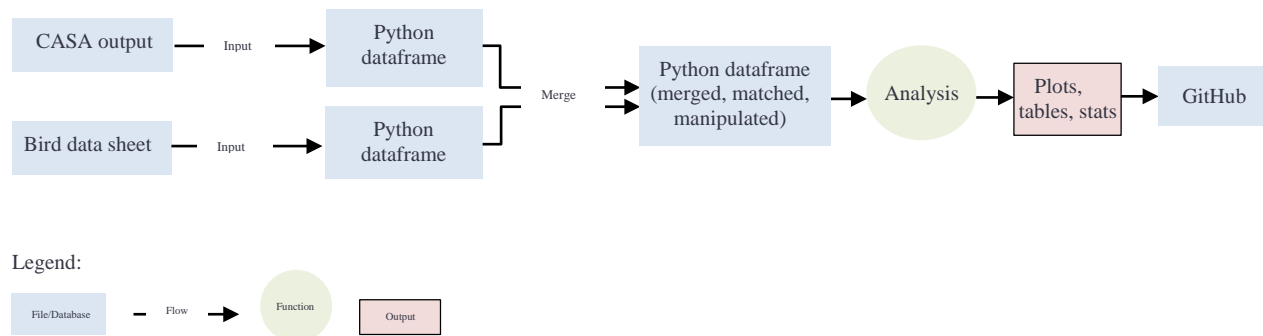 CASA output
Input
Python
dataframe
Bird data sheet
Input
Python
dataframe
Merge
Python dataframe
(merged, matched,
manipulated)
Analysis
Plots,
tables, stats
GitHub
Legend:
File/Database
Flow
Function
Output